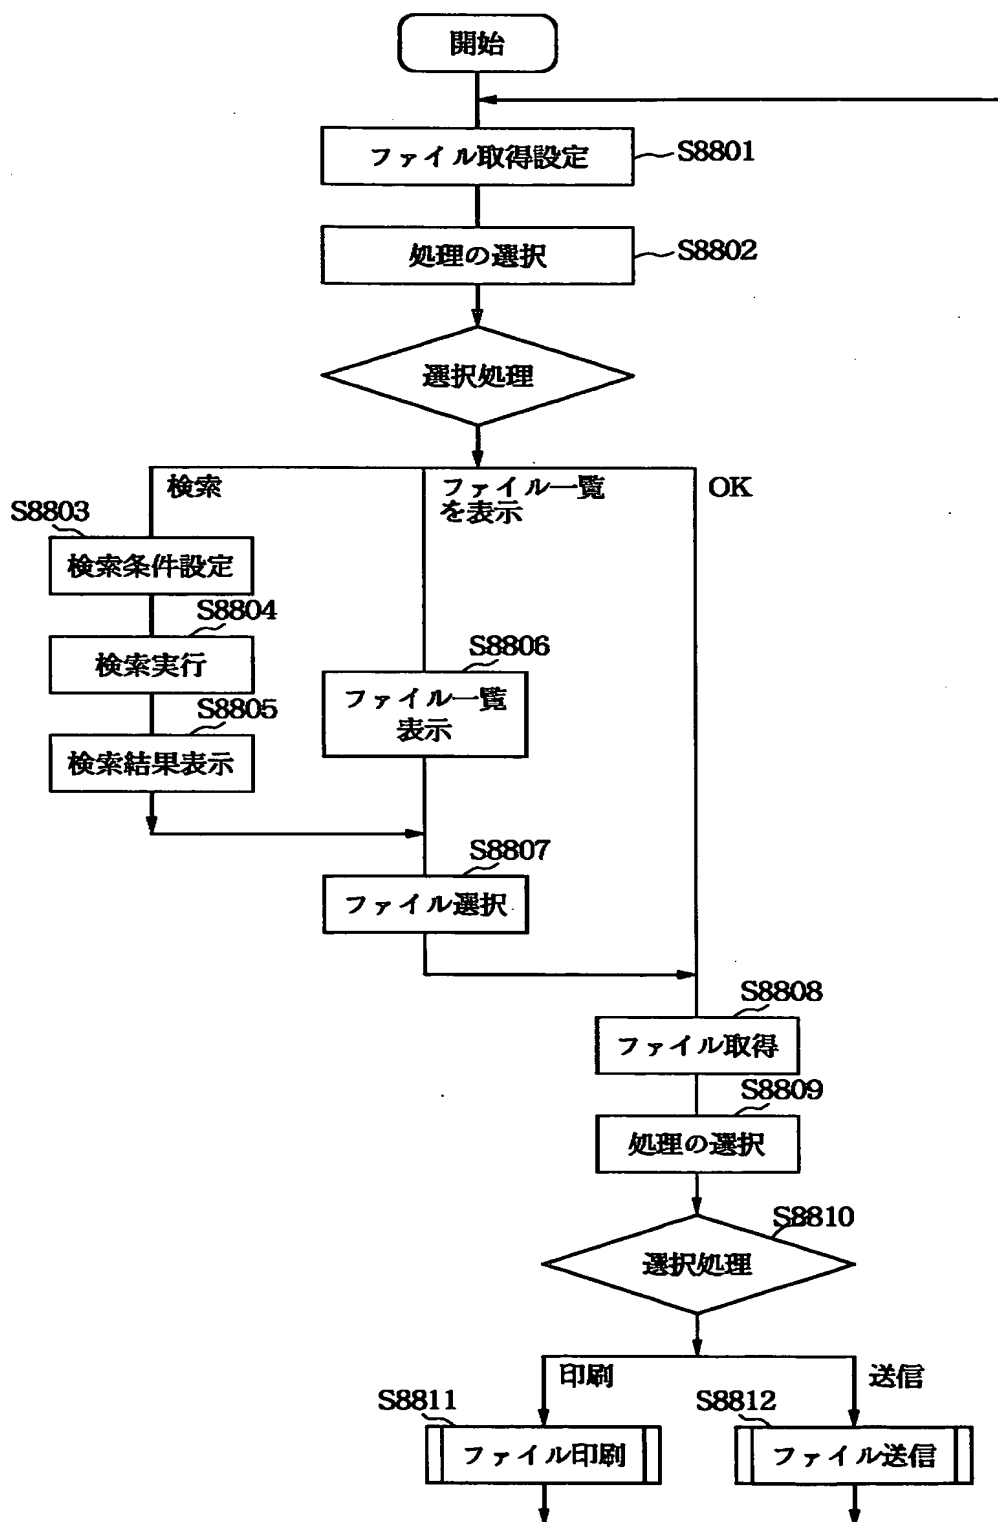 開始
ファイル取得設定
S8801
処理の選択
S8802
選択処理
検索
ファイル一覧
を表示
OK
S8803
検索条件設定
S8804
検索実行
S8805
検索結果表示
S8806
ファイル一覧
表示
S8807
ファイル選択
S8808
ファイル取得
S8809
処理の選択
S8810
選択処理
印刷
送信
S8811
ファイル印刷
S8812
ファイル送信